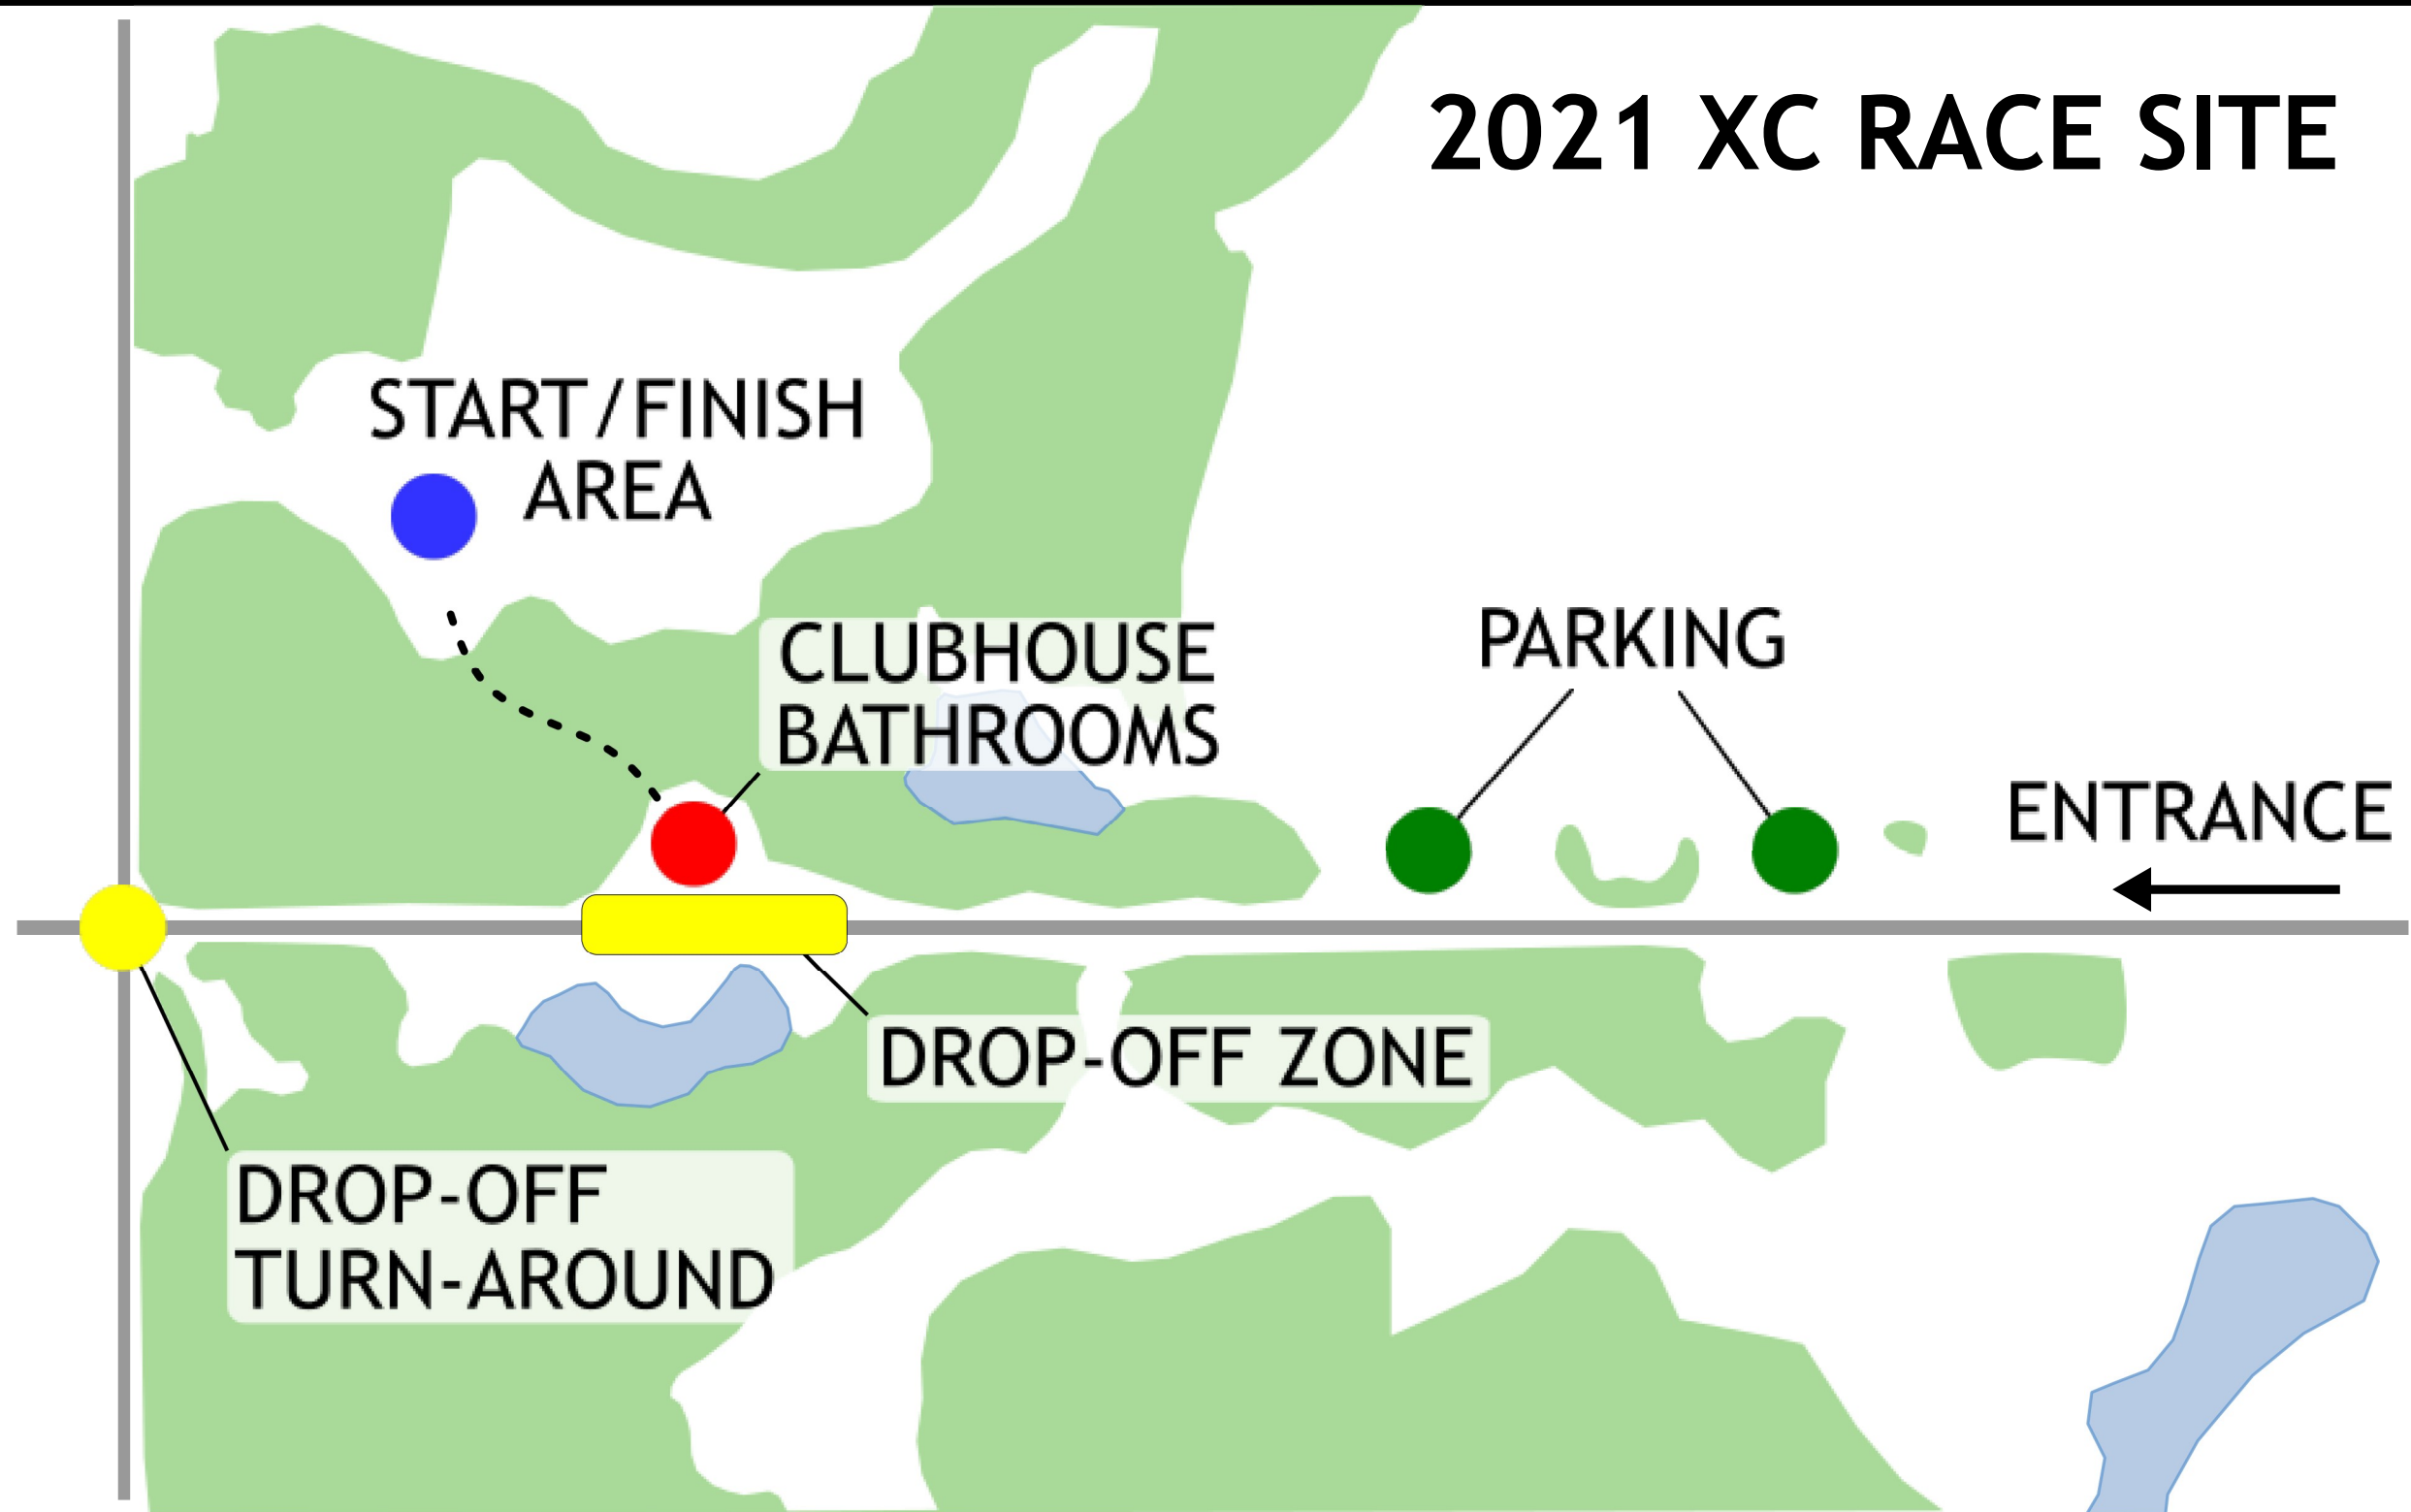 2021 XC RACE SITE
START/FINISH
AREA
CLUBHOUSE
BATHROOMS
PARKING
ENTRANCE
DROP-OFF ZONE
DROP-OFF
TURN-AROUND